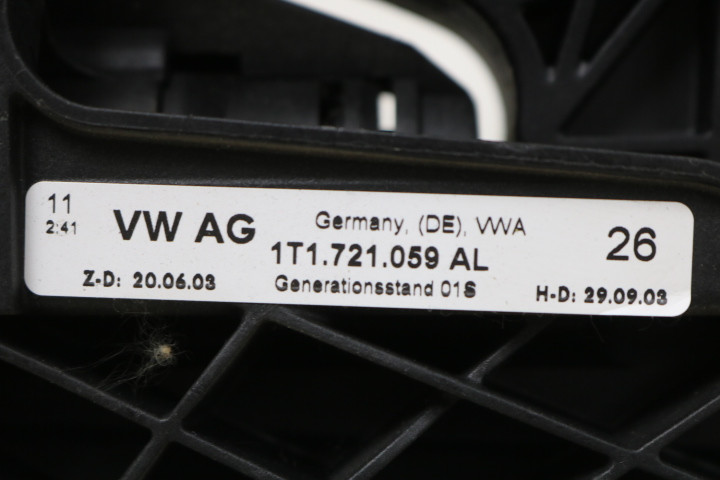 11
2:41
VW AG
Germany, (DE), VWA
1T1.721.059 AL
26
Z-D: 20.06.03
Generationsstand 01S
H-D: 29.09.03